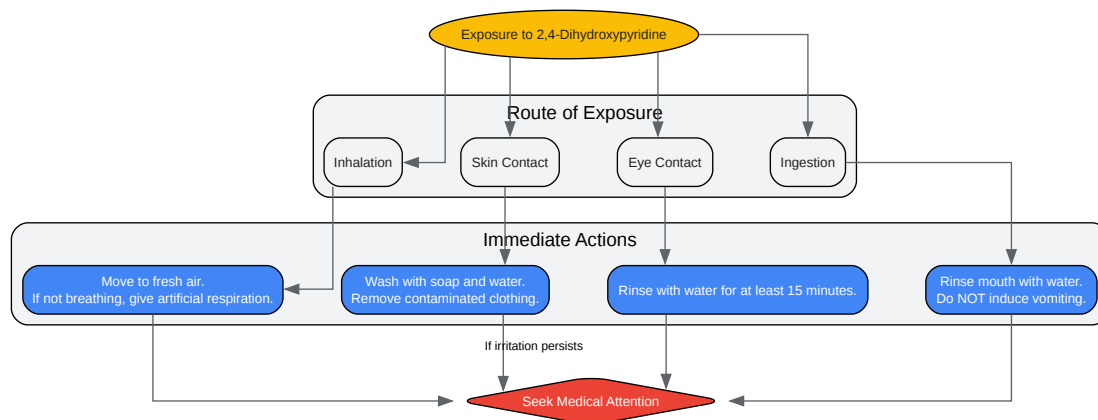 Exposure to 2,4-Dihydroxypyridine
Route of Exposure
Inhalation
Skin Contact
Eye Contact
Ingestion
Immediate Actions
Move to fresh air.
If not breathing, give artificial respiration.
Wash with soap and water.
Remove contaminated clothing.
Rinse with water for at least 15 minutes.
Rinse mouth with water.
Do NOT induce vomiting.
If irritation persists
Seek Medical Attention